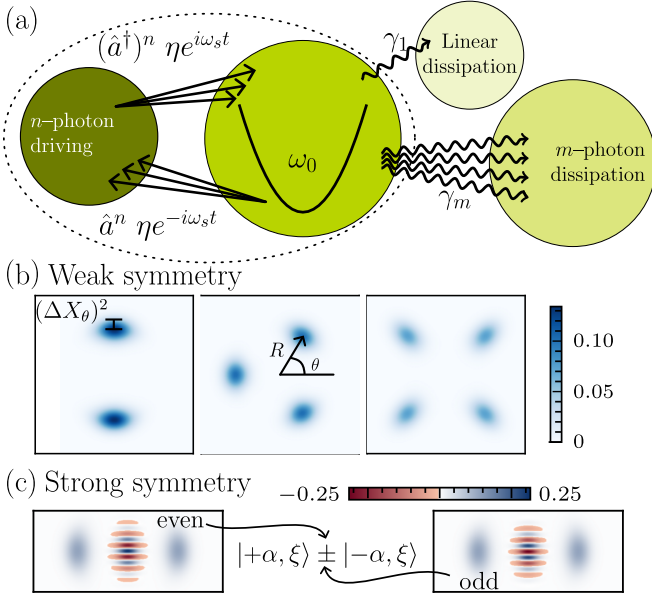 (a)
(â†)ⁿ ηe^{iω_s t}
γ₁
Linear
dissipation
n–photon
driving
ω₀
m–photon
dissipation
γ_m
âⁿ ηe^{−iω_s t}
(b) Weak symmetry
(ΔX_θ)²
R
θ
0.10
0.05
0
(c) Strong symmetry
−0.25
0.25
even
|+α, ξ⟩ ± |−α, ξ⟩
odd